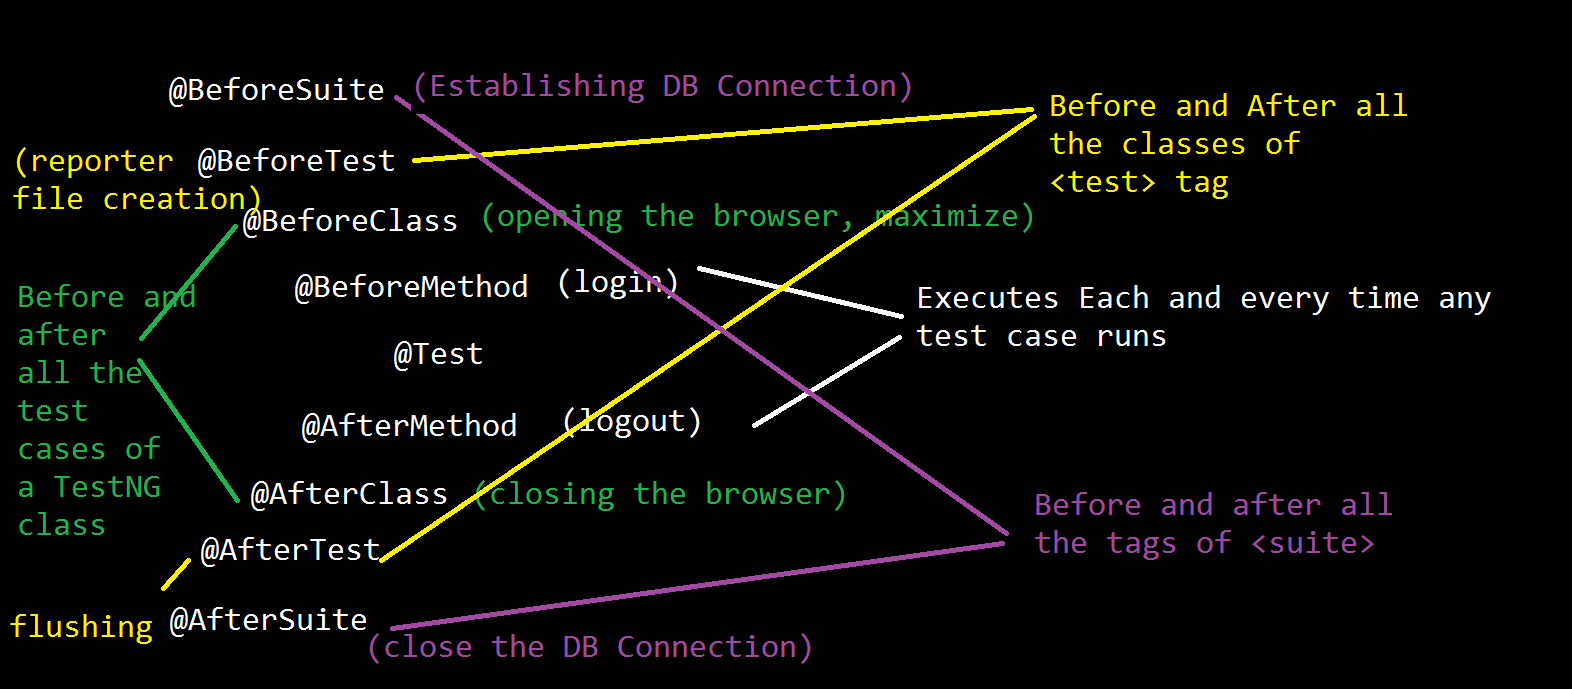 @BeforeSuite (Establishing DB Connection)
(reporter @BeforeTest
file creation)
@BeforeClass (opening the browser, maximize)
@BeforeMethod (login)
@Test
@AfterMethod (logout)
@AfterClass (closing the browser)
@AfterTest
flushing @AfterSuite
(close the DB Connection)
Before and
after
all the
test
cases of
a TestNG
class
Before and After all
the classes of
<test> tag
Executes Each and every time any
test case runs
Before and after all
the tags of <suite>